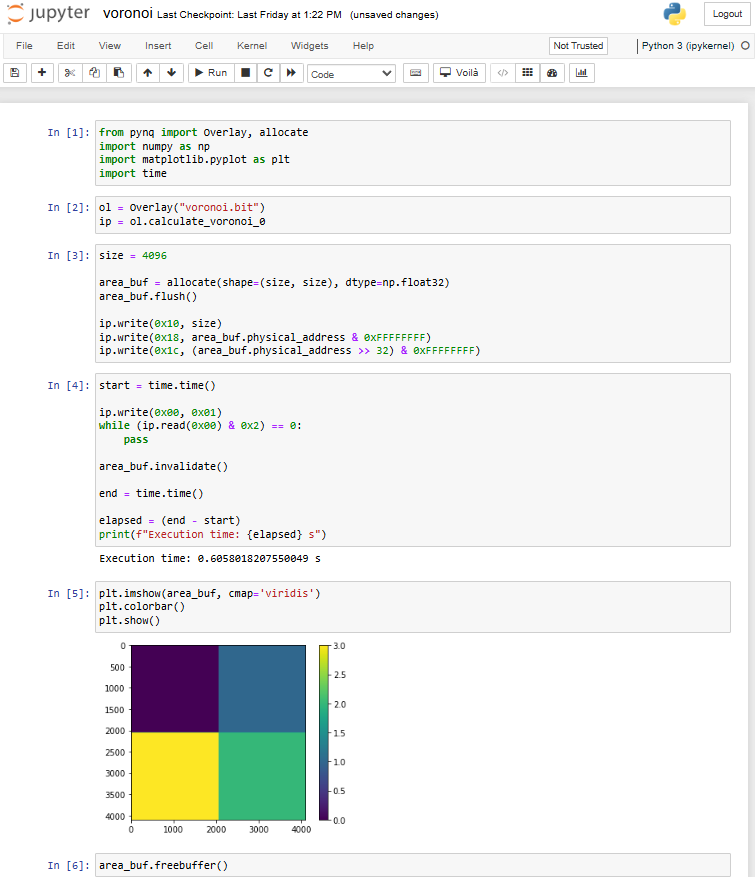 jupyter voronoi Last Checkpoint: Last Friday at 1:22 PM (unsaved changes) Logout
File Edit View Insert Cell Kernel Widgets Help Not Trusted Python 3 (ipykernel)
Run Code Voilà
In [1]: from pynq import Overlay, allocate
import numpy as np
import matplotlib.pyplot as plt
import time
In [2]: ol = Overlay("voronoi.bit")
ip = ol.calculate_voronoi_0
In [3]: size = 4096
area_buf = allocate(shape=(size, size), dtype=np.float32)
area_buf.flush()
ip.write(0x10, size)
ip.write(0x18, area_buf.physical_address & 0xFFFFFFFF)
ip.write(0x1c, (area_buf.physical_address >> 32) & 0xFFFFFFFF)
In [4]: start = time.time()
ip.write(0x00, 0x01)
while (ip.read(0x00) & 0x2) == 0:
    pass
area_buf.invalidate()
end = time.time()
elapsed = (end - start)
print(f"Execution time: {elapsed} s")
Execution time: 0.6058018207550049 s
In [5]: plt.imshow(area_buf, cmap='viridis')
plt.colorbar()
plt.show()
0
500
1000
1500
2000
2500
3000
3500
4000
0 1000 2000 3000 4000
3.0
2.5
2.0
1.5
1.0
0.5
0.0
In [6]: area_buf.freebuffer()